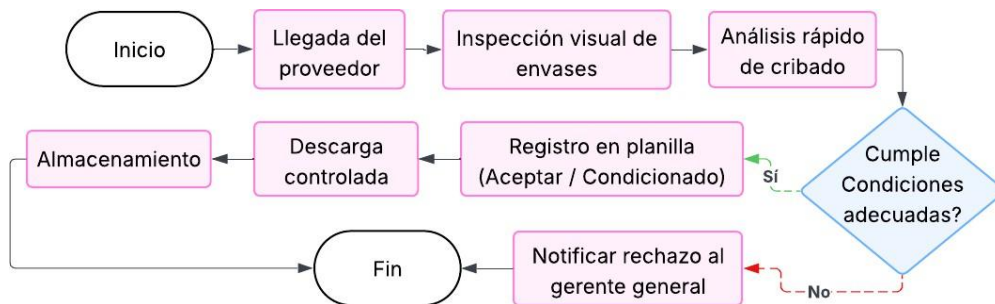 Inicio
Llegada del
proveedor
Inspección visual de
envases
Análisis rápido
de cribado
Cumple
Condiciones
adecuadas?
Sí
Registro en planilla
(Aceptar / Condicionado)
Descarga
controlada
Almacenamiento
No
Notificar rechazo al
gerente general
Fin